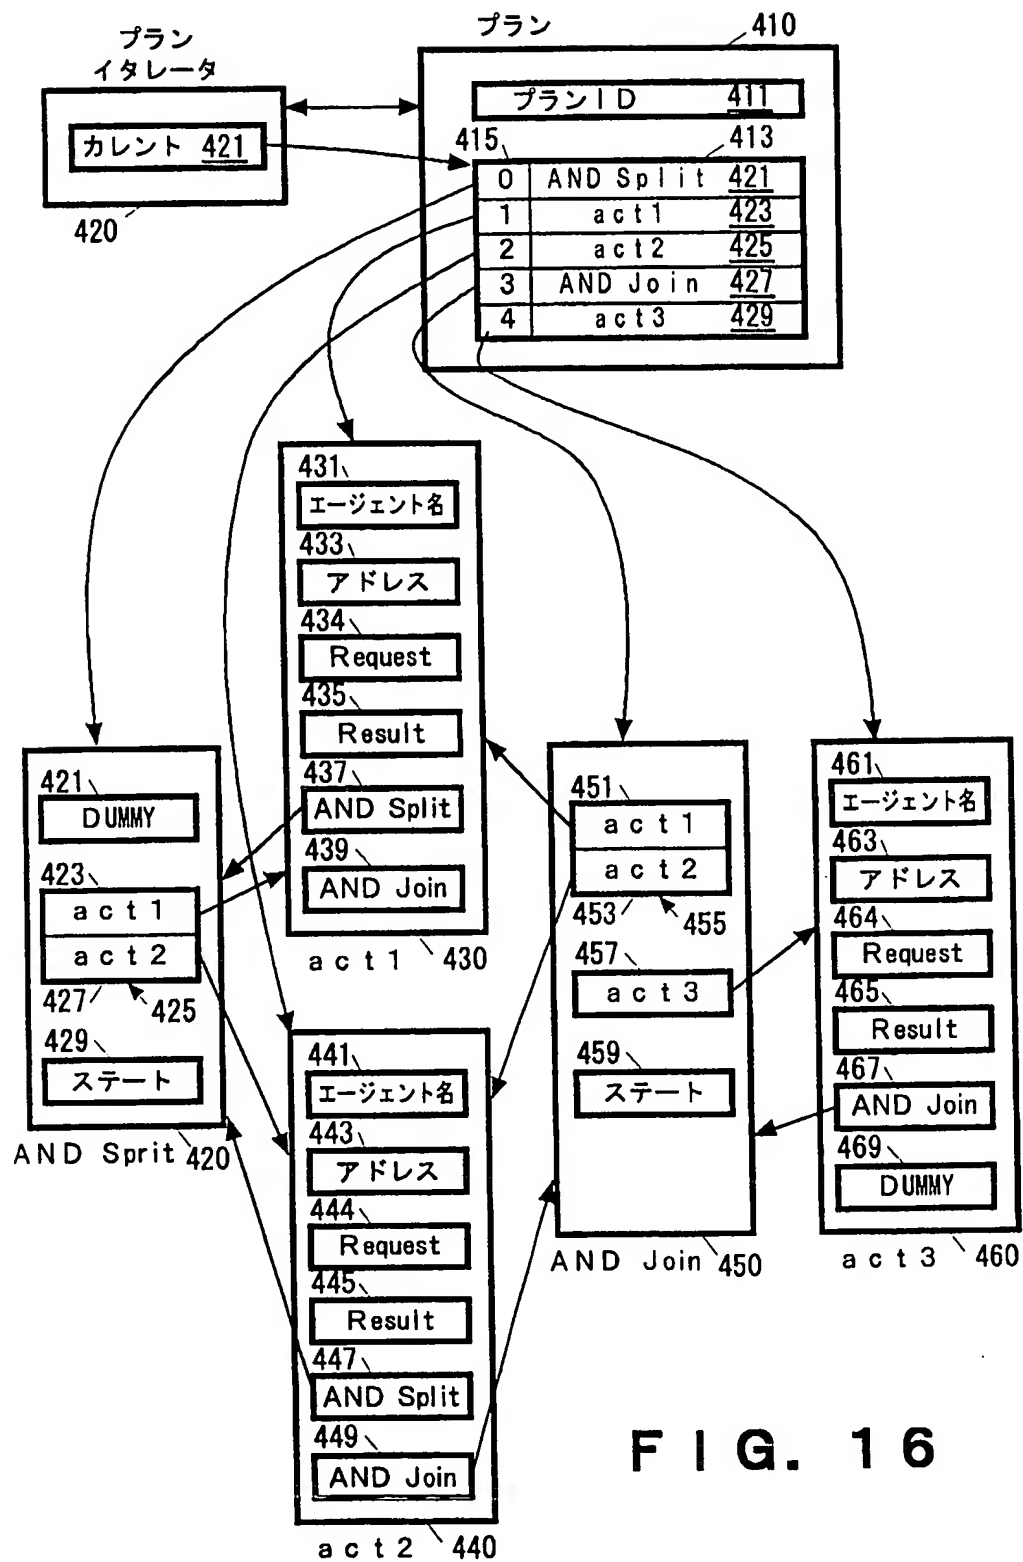 プラン
イタレータ
カレント 421
420
プラン
410
プランID 411
415
413
0 AND Split 421
1 act1 423
2 act2 425
3 AND Join 427
4 act3 429
431
エージェント名
433
アドレス
434
Request
435
Result
437
AND Split
439
AND Join
act1 430
421
DUMMY
423
act1
act2
427
425
429
ステート
AND Sprit 420
441
エージェント名
443
アドレス
444
Request
445
Result
447
AND Split
449
AND Join
act2 440
451
act1
act2
453
455
457
act3
459
ステート
AND Join 450
461
エージェント名
463
アドレス
464
Request
465
Result
467
AND Join
469
DUMMY
act3 460
FIG. 16